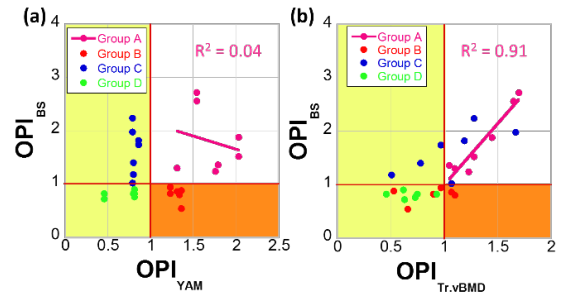 (a)
Group A
Group B
Group C
Group D
R² = 0.04
OPI BS
5
4
3
2
1
0
0 0.5 1 1.5 2 2.5
OPI YAM
(b)
Group A
Group B
Group C
Group D
R² = 0.91
OPI BS
5
4
3
2
1
0
0 0.5 1 1.5 2
OPI Tr.vBMD